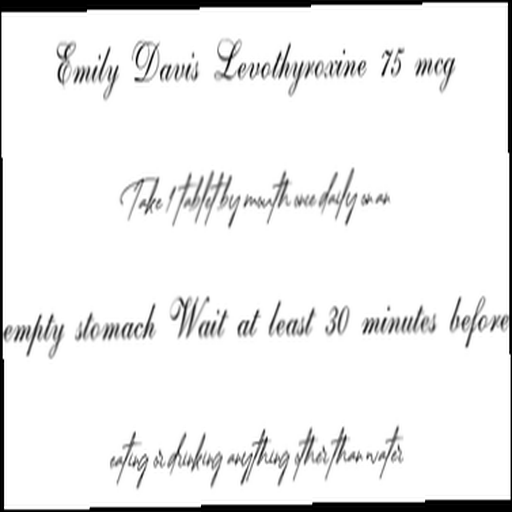 Emily Davis Levothyroxine 75 mcg
Take 1 tablet by mouth once daily on an
empty stomach Wait at least 30 minutes before
eating or drinking anything other than water